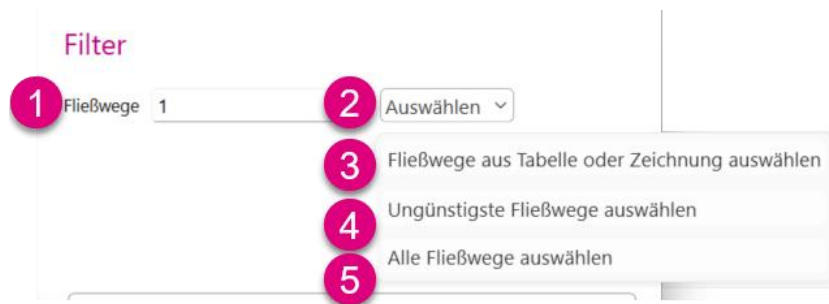 Filter
1 Fließwege 1 2 Auswählen
3 Fließwege aus Tabelle oder Zeichnung auswählen
4 Ungünstigste Fließwege auswählen
5 Alle Fließwege auswählen